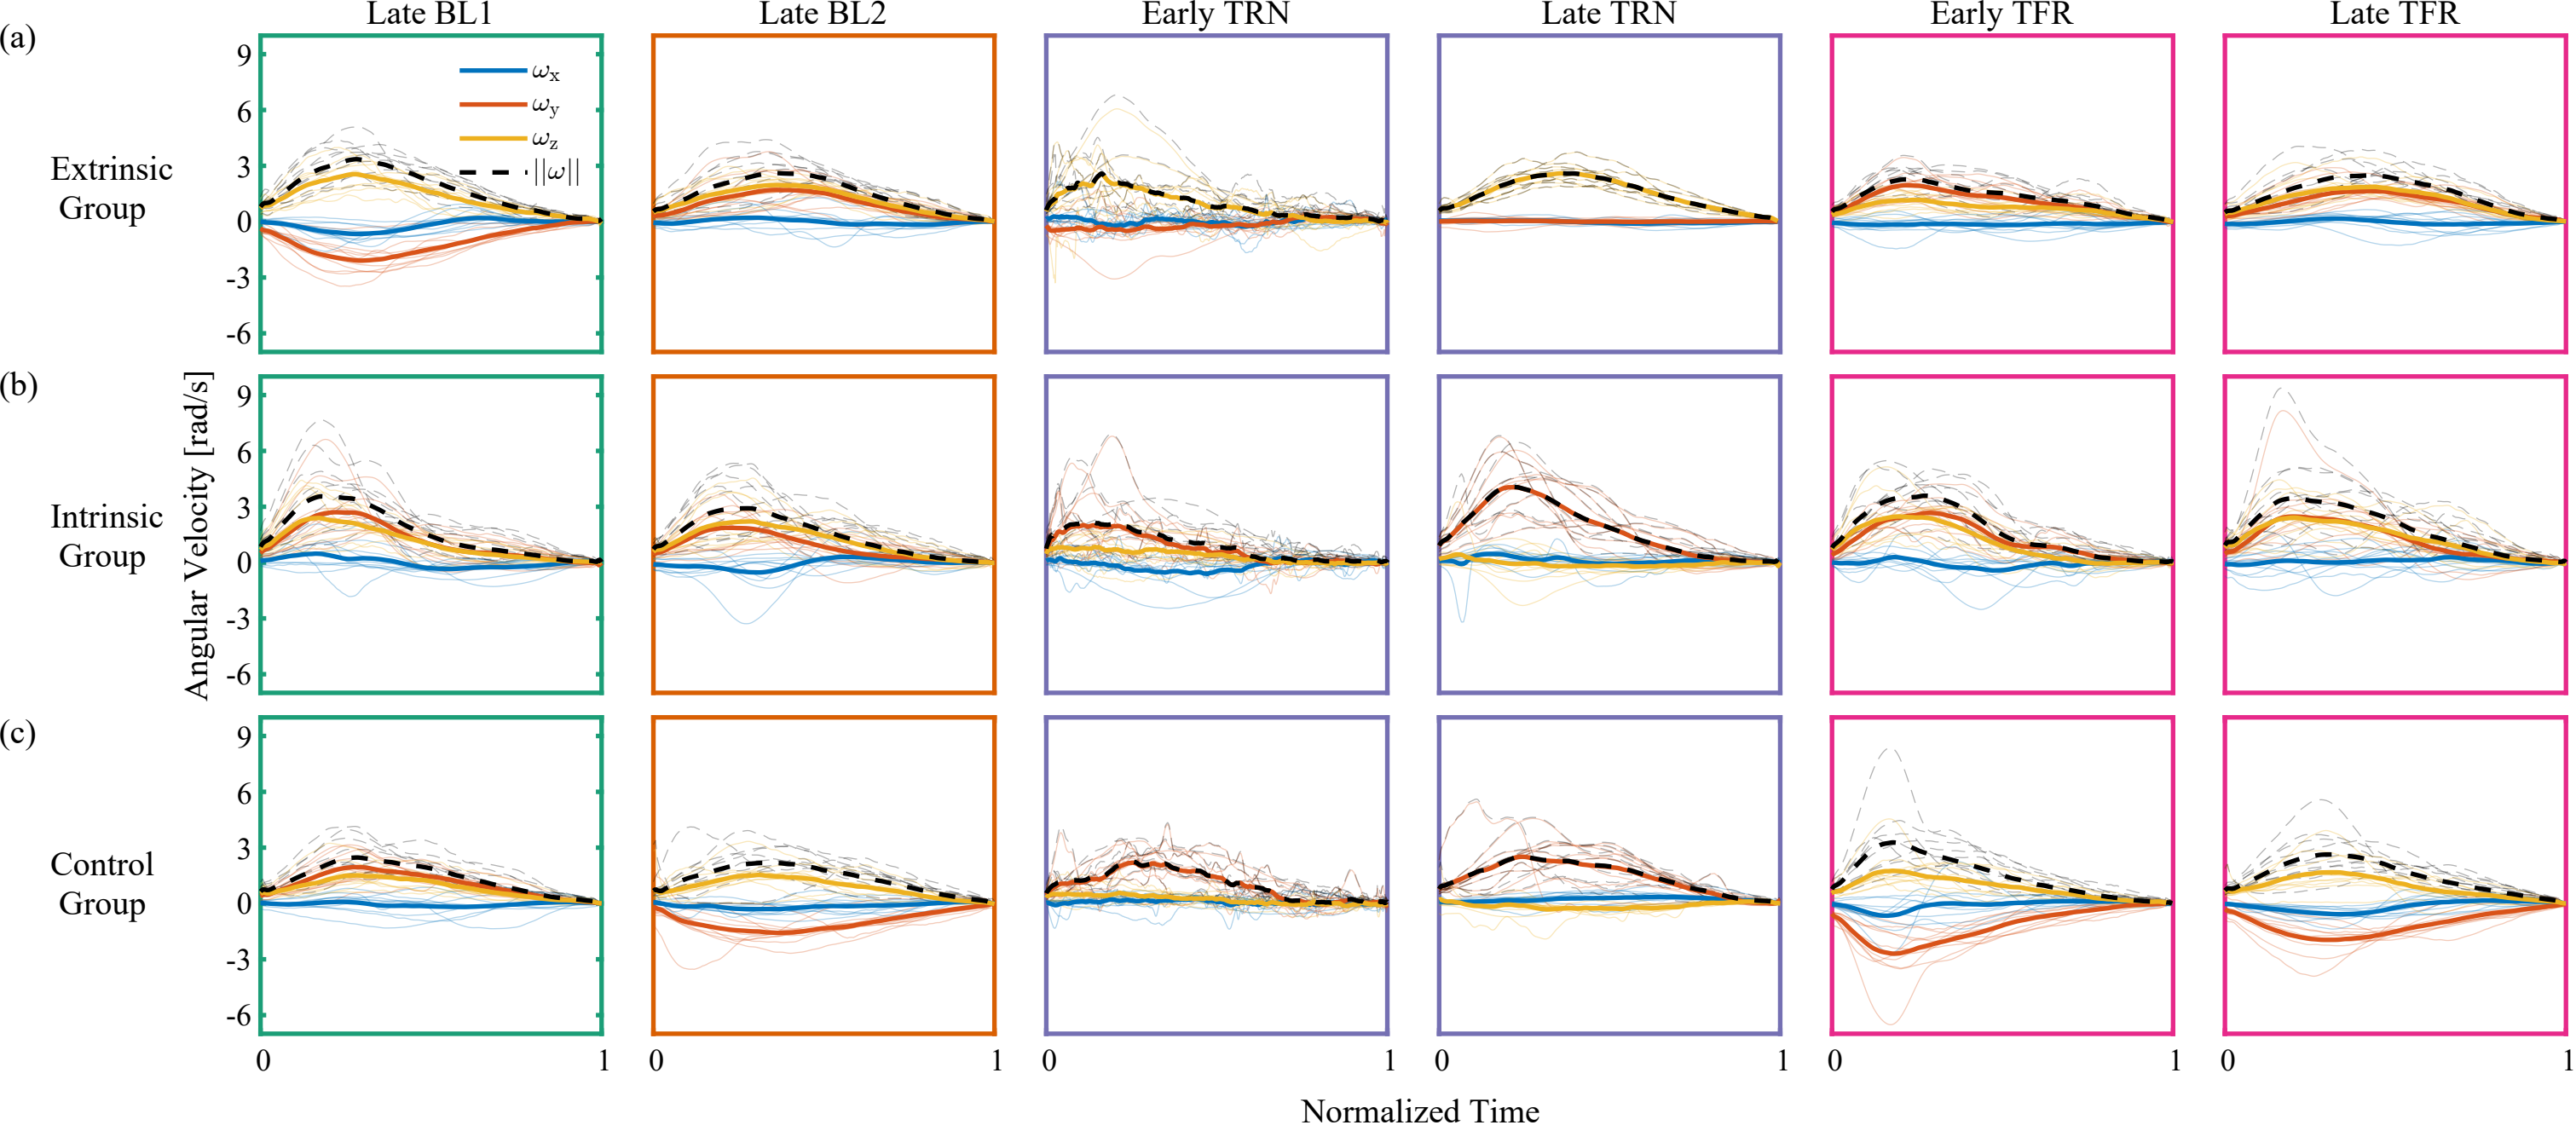 Late BL1 Late BL2 Early TRN Late TRN Early TFR Late TFR
(a)
9
6
3
0
-3
-6
ωx
ωy
ωz
||ω||
Extrinsic
Group
(b)
9
6
3
0
-3
-6
Intrinsic
Group
Angular Velocity [rad/s]
(c)
9
6
3
0
-3
-6
Control
Group
0 1 0 1 0 1 0 1 0 1 0 1
Normalized Time